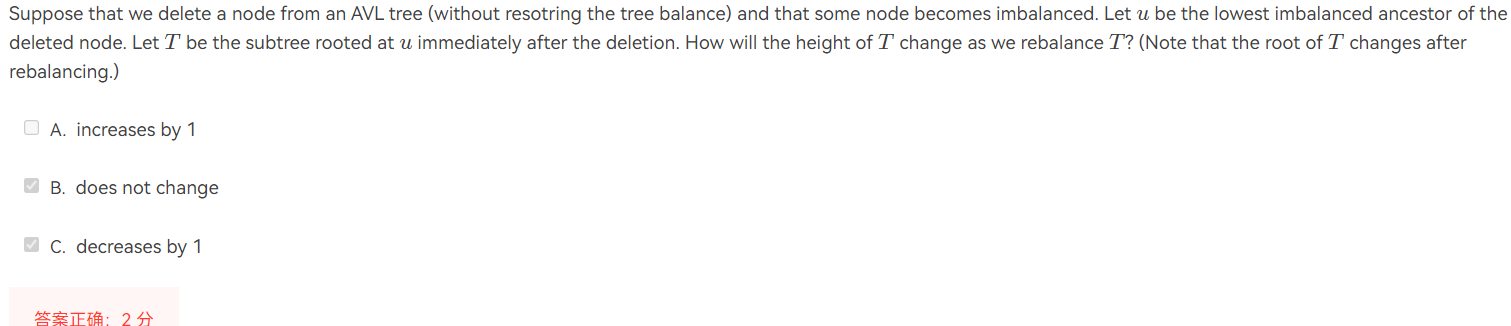 Suppose that we delete a node from an AVL tree (without resotring the tree balance) and that some node becomes imbalanced. Let u be the lowest imbalanced ancestor of the
deleted node. Let T be the subtree rooted at u immediately after the deletion. How will the height of T change as we rebalance T? (Note that the root of T changes after
rebalancing.)
A. increases by 1
B. does not change
C. decreases by 1
答案正确：2 分